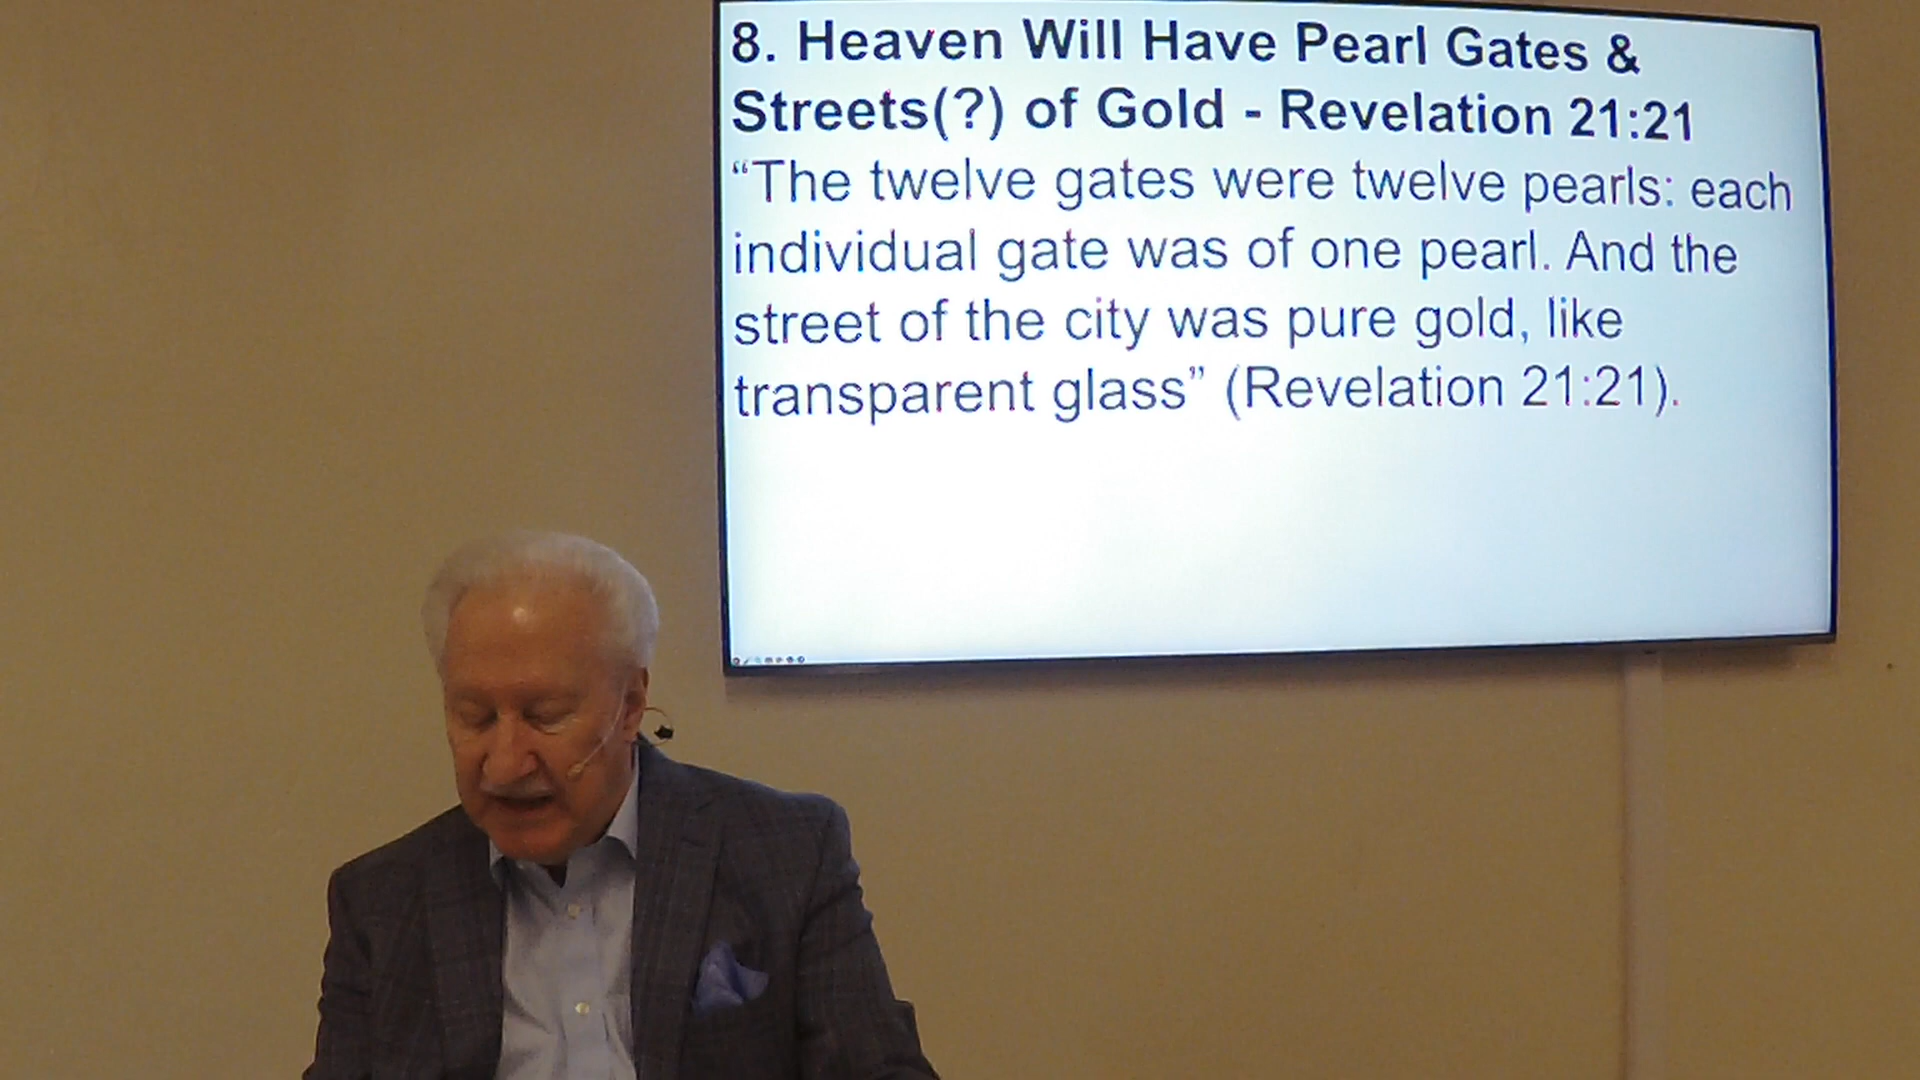 8. Heaven Will Have Pearl Gates &
Streets(?) of Gold - Revelation 21:21
“The twelve gates were twelve pearls: each
individual gate was of one pearl. And the
street of the city was pure gold, like
transparent glass” (Revelation 21:21).